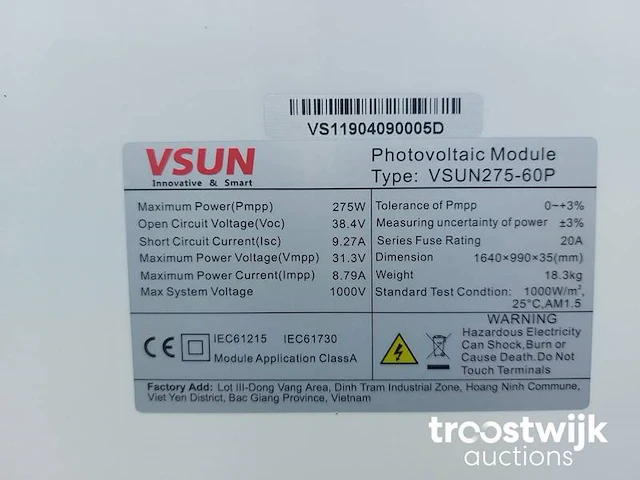 VS11904090005D
VSUN
Innovative & Smart
Photovoltaic Module
Type: VSUN275-60P
Maximum Power(Pmpp) 275W
Open Circuit Voltage(Voc) 38.4V
Short Circuit Current(Isc) 9.27A
Maximum Power Voltage(Vmpp) 31.3V
Maximum Power Current(Impp) 8.79A
Max System Voltage 1000V
Tolerance of Pmpp 0~+3%
Measuring uncertainty of power ±3%
Series Fuse Rating 20A
Dimension 1640×990×35(mm)
Weight 18.3kg
Standard Test Condtion: 1000W/m²,
25°C,AM1.5
CE
IEC61215 IEC61730
Module Application ClassA
WARNING
Hazardous Electricity
Can Shock,Burn or
Cause Death.Do Not
Touch Terminals
Factory Add: Lot III-Dong Vang Area, Dinh Tram Industrial Zone, Hoang Ninh Commune,
Viet Yen District, Bac Giang Province, Vietnam
troostwijk
auctions